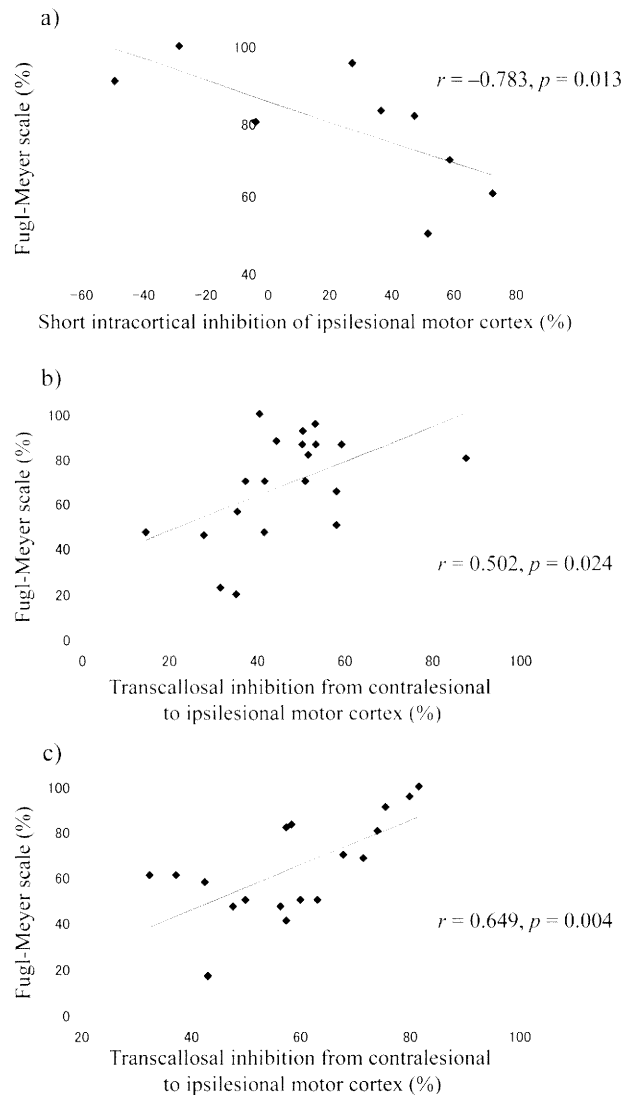 a)
Fugl-Meyer scale (%)
100
80
60
40
r = –0.783, p = 0.013
−60 −40 −20 0 20 40 60 80
Short intracortical inhibition of ipsilesional motor cortex (%)
b)
Fugl-Meyer scale (%)
100
80
60
40
20
0
r = 0.502, p = 0.024
0 20 40 60 80 100
Transcallosal inhibition from contralesional
to ipsilesional motor cortex (%)
c)
Fugl-Meyer scale (%)
100
80
60
40
20
0
r = 0.649, p = 0.004
20 40 60 80 100
Transcallosal inhibition from contralesional
to ipsilesional motor cortex (%)